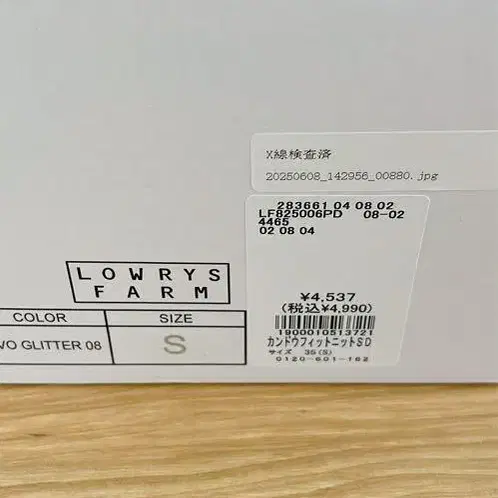 X線検査済
20250608_142956_00880.jpg
283661 04 08 02
LF825006PD 08-02
4465
02 08 04
¥4,537
(税込¥4,990)
1900010513721
カンドウフィットニットSD
サイズ 35(S)
0120-601-162
LOWRYS
FARM
COLOR SIZE
VO GLITTER 08 S